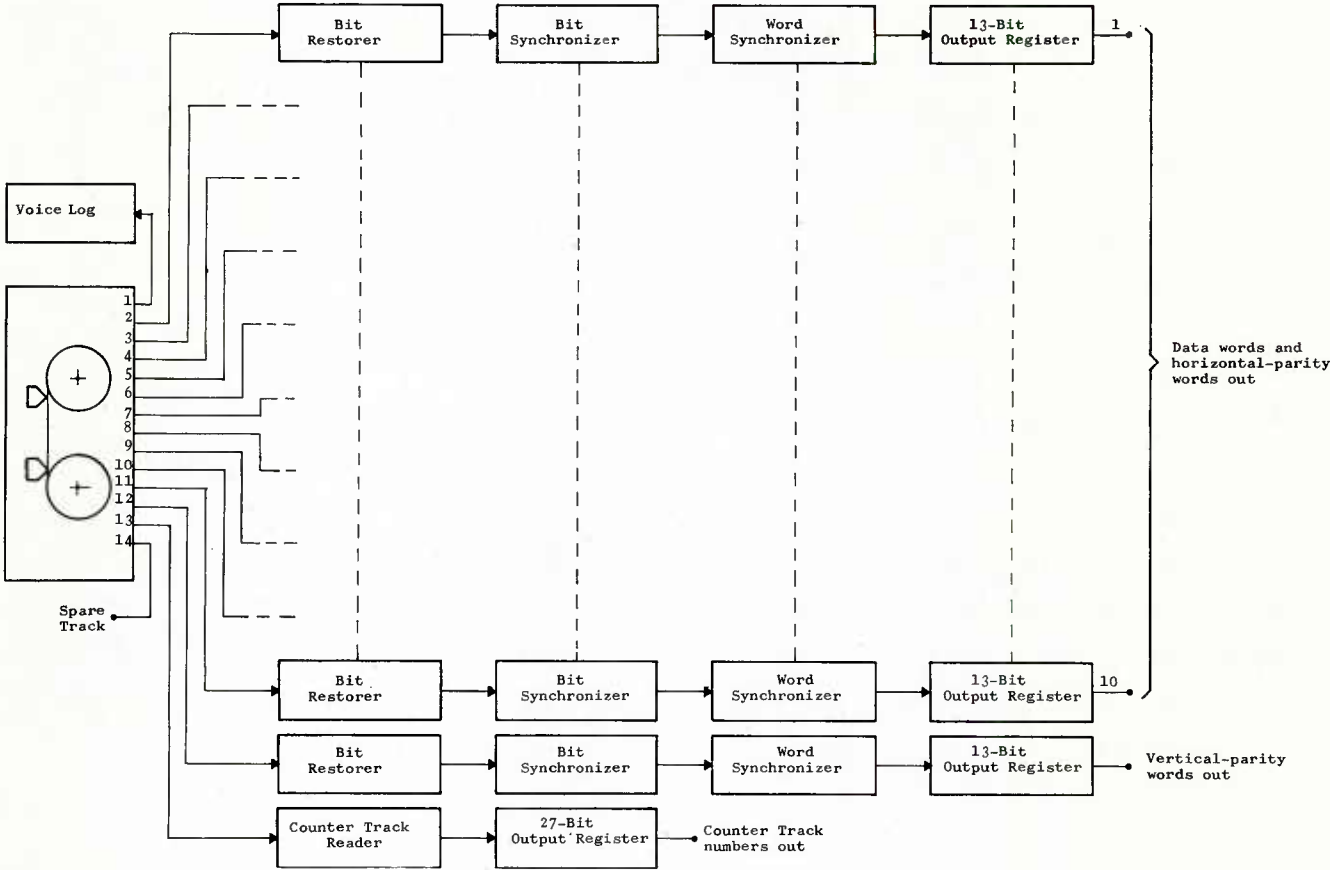 Bit
Restorer
Bit
Synchronizer
Word
Synchronizer
13-Bit
Output Register
1
Voice Log
1
2
3
4
5
6
7
8
9
10
11
12
13
14
Data words and
horizontal-parity
words out
Spare
Track
Bit
Restorer
Bit
Synchronizer
Word
Synchronizer
13-Bit
Output Register
10
Bit
Restorer
Bit
Synchronizer
Word
Synchronizer
13-Bit
Output Register
Vertical-parity
words out
Counter Track
Reader
27-Bit
Output Register
Counter Track
numbers out